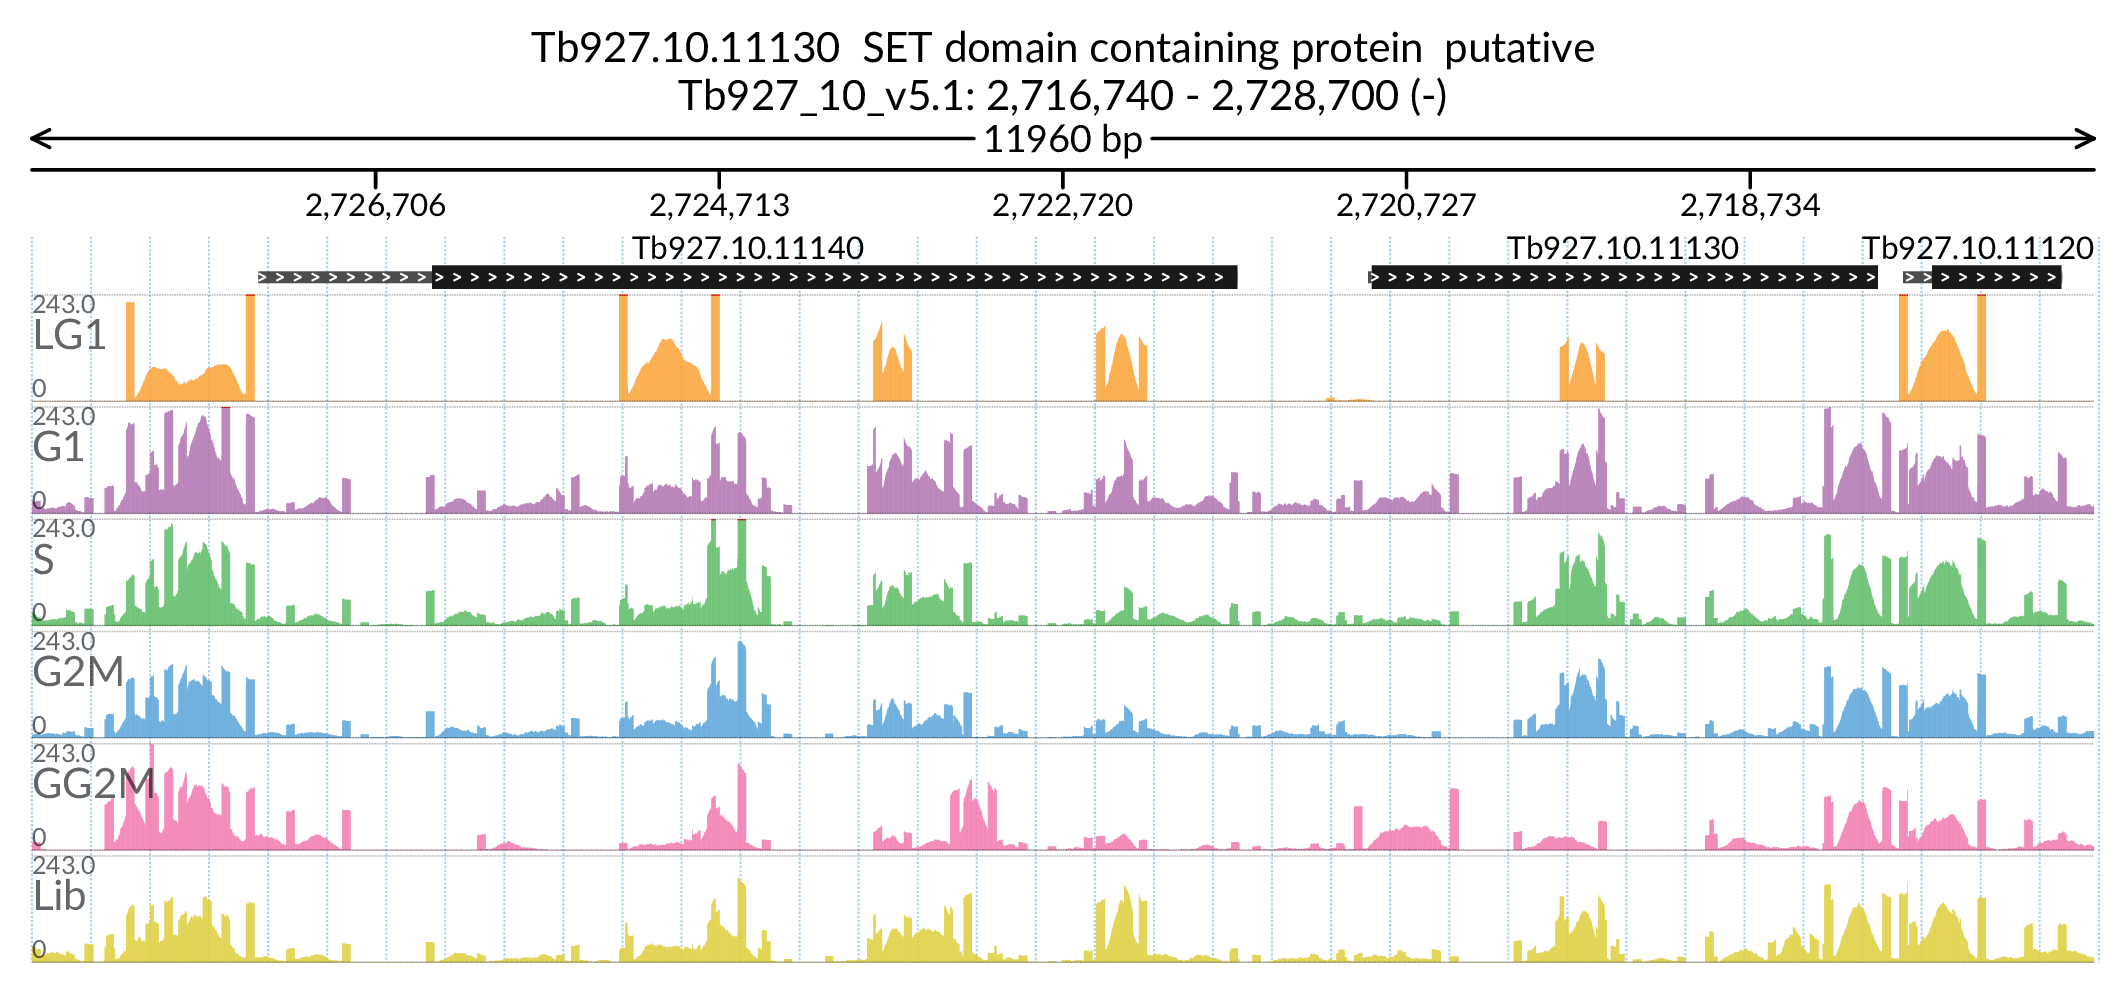 Tb927.10.11130  SET domain containing protein  putative
Tb927_10_v5.1: 2,716,740 - 2,728,700 (-)
11960 bp
2,726,706 2,724,713 2,722,720 2,720,727 2,718,734
Tb927.10.11140 Tb927.10.11130 Tb927.10.11120
243.0
LG1
0
243.0
G1
0
243.0
S
0
243.0
G2M
0
243.0
GG2M
0
243.0
Lib
0